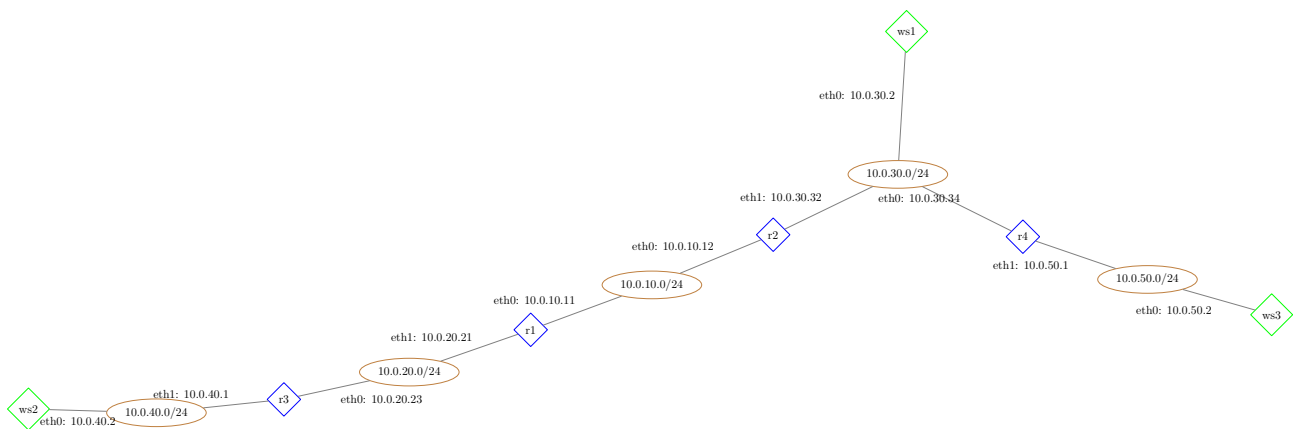 ws1
eth0: 10.0.30.2
10.0.30.0/24
eth1: 10.0.30.32
eth0: 10.0.30.34
r2
r4
eth0: 10.0.10.12
eth1: 10.0.50.1
10.0.10.0/24
10.0.50.0/24
eth0: 10.0.10.11
eth0: 10.0.50.2
ws3
r1
eth1: 10.0.20.21
10.0.20.0/24
eth1: 10.0.40.1
r3
eth0: 10.0.20.23
ws2
10.0.40.0/24
eth0: 10.0.40.2